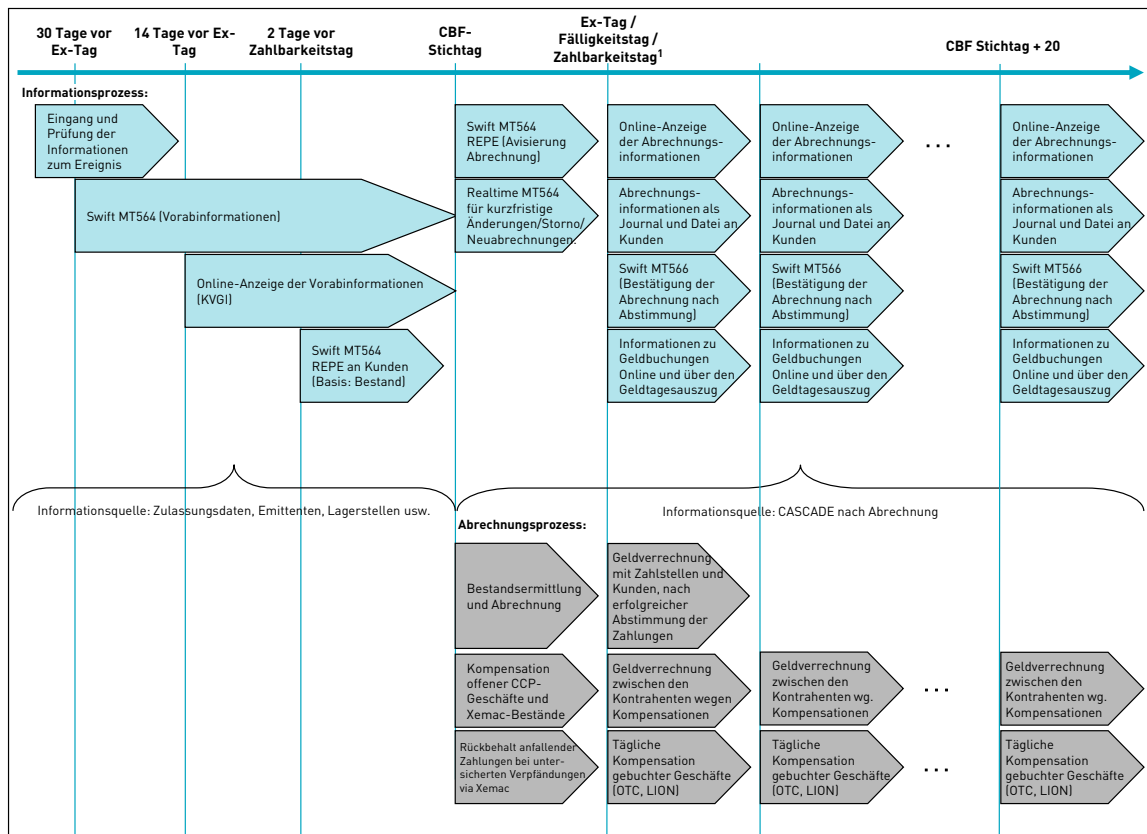 30 Tage vor
Ex-Tag
14 Tage vor Ex-
Tag
2 Tage vor
Zahlbarkeitstag
CBF-
Stichtag
Ex-Tag /
Fälligkeitstag /
Zahlbarkeitstag¹
CBF Stichtag + 20
Informationsprozess:
Eingang und
Prüfung der
Informationen
zum Ereignis
Swift MT564
REPE (Avisierung
Abrechnung)
Online-Anzeige
der Abrechnungs-
informationen
Online-Anzeige
der Abrechnungs-
informationen
...
Online-Anzeige
der Abrechnungs-
informationen
Swift MT564 (Vorabinformationen)
Realtime MT564
für kurzfristige
Änderungen/Storno/
Neuabrechnungen.
Abrechnungs-
informationen als
Journal und Datei an
Kunden
Abrechnungs-
informationen als
Journal und Datei an
Kunden
Abrechnungs-
informationen als
Journal und Datei an
Kunden
Online-Anzeige der Vorabinformationen
(KVGI)
Swift MT566
(Bestätigung der
Abrechnung nach
Abstimmung)
Swift MT566
(Bestätigung der
Abrechnung nach
Abstimmung)
Swift MT566
(Bestätigung der
Abrechnung nach
Abstimmung)
Swift MT564
REPE an Kunden
(Basis: Bestand)
Informationen zu
Geldbuchungen
Online und über den
Geldtagesauszug
Informationen zu
Geldbuchungen
Online und über den
Geldtagesauszug
Informationen zu
Geldbuchungen
Online und über den
Geldtagesauszug
Informationsquelle: Zulassungsdaten, Emittenten, Lagerstellen usw.
Informationsquelle: CASCADE nach Abrechnung
Abrechnungsprozess:
Bestandsermittlung
und Abrechnung
Geldverrechnung
mit Zahlstellen und
Kunden, nach
erfolgreicher
Abstimmung der
Zahlungen
Kompensation
offener CCP-
Geschäfte und
Xemac-Bestände
Geldverrechnung
zwischen den
Kontrahenten wegen
Kompensationen
Geldverrechnung
zwischen den
Kontrahenten wg.
Kompensationen
...
Geldverrechnung
zwischen den
Kontrahenten wg.
Kompensationen
Rückbehalt anfallender
Zahlungen bei unter-
sicherten Verpfändungen
via Xemac
Tägliche
Kompensation
gebuchter Geschäfte
(OTC, LION)
Tägliche
Kompensation
gebuchter Geschäfte
(OTC, LION)
...
Tägliche
Kompensation
gebuchter Geschäfte
(OTC, LION)